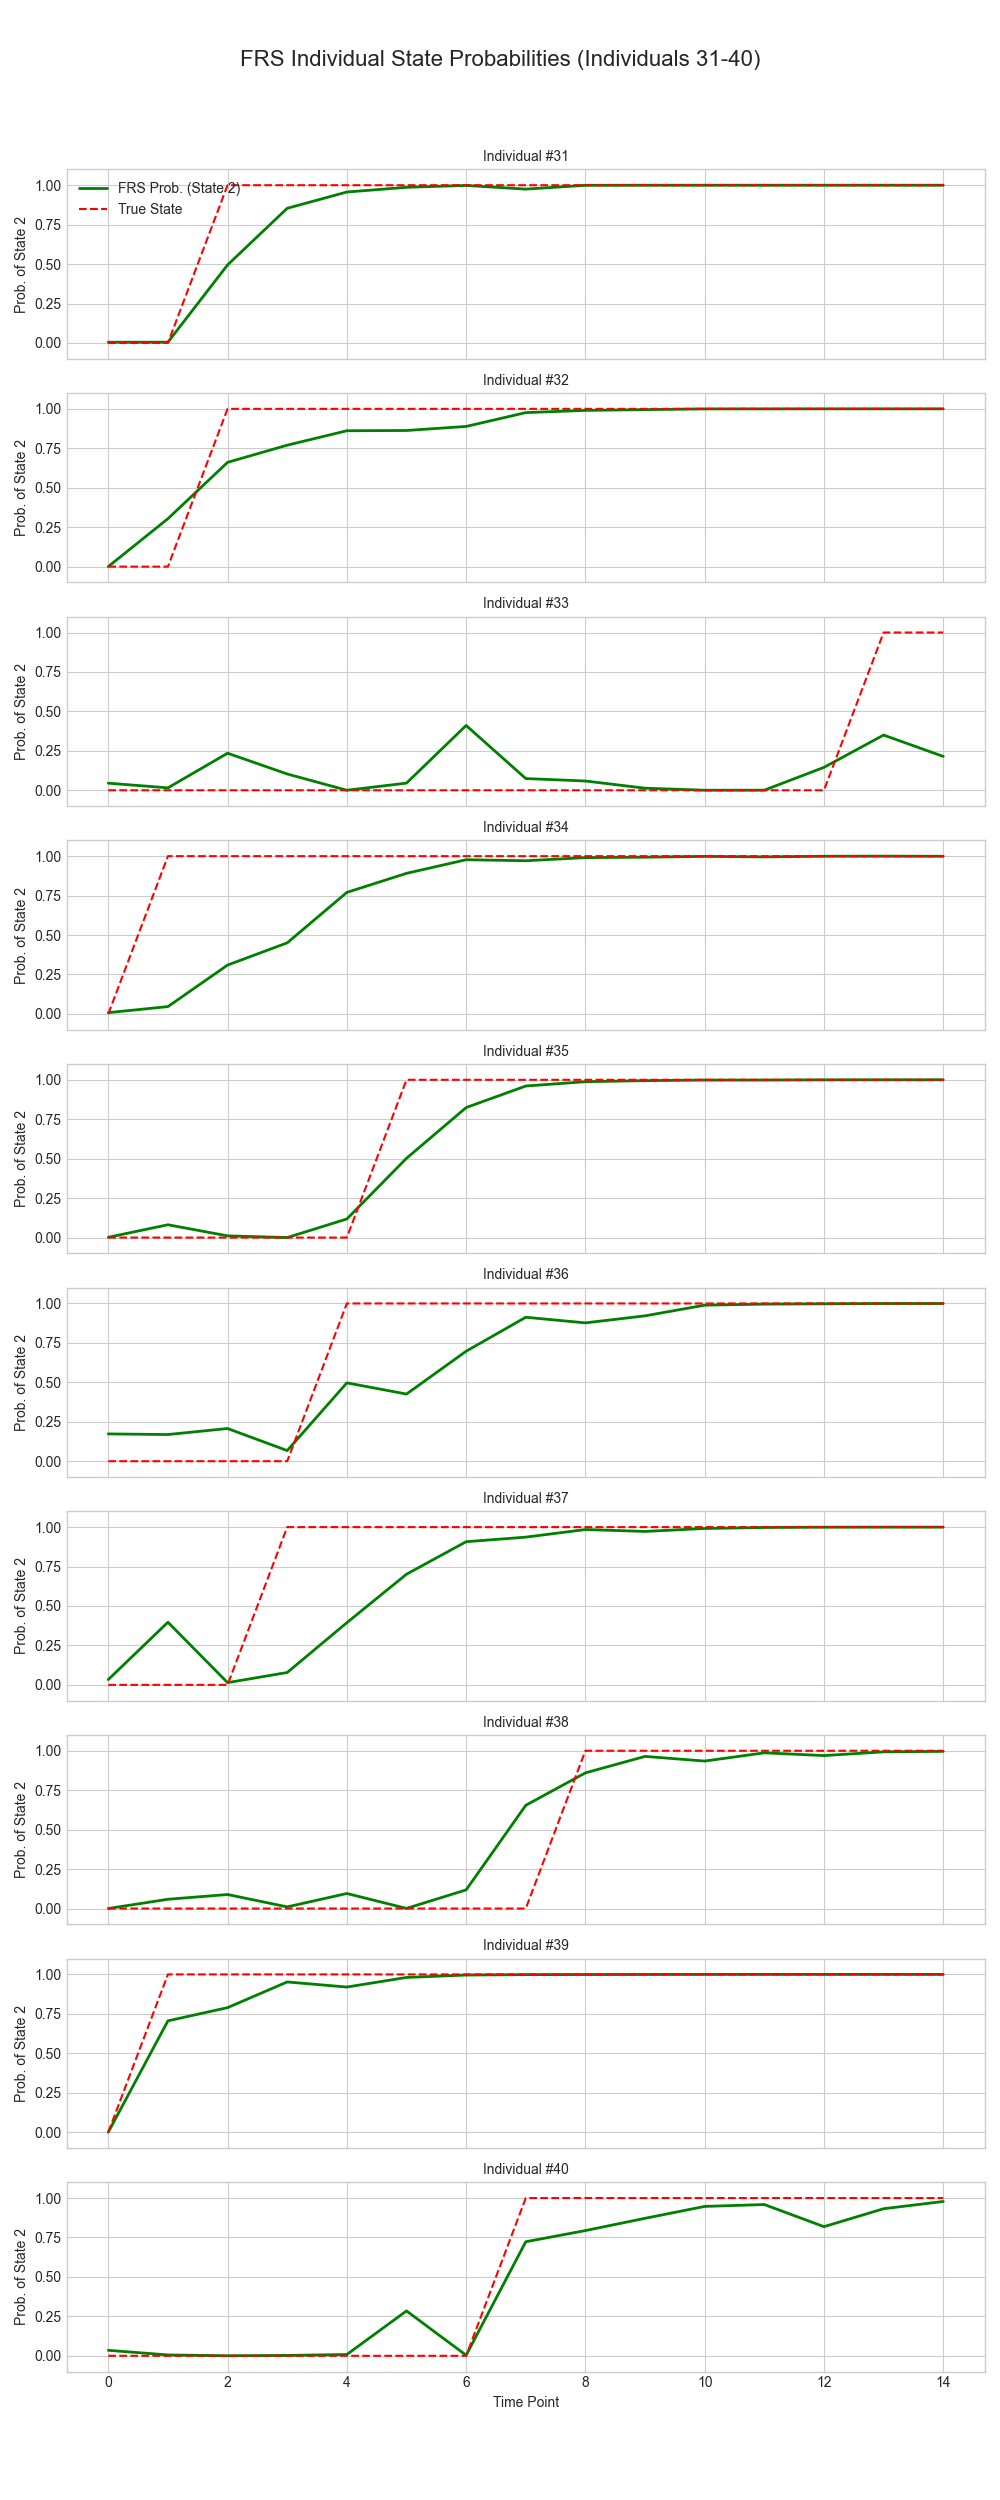 FRS Individual State Probabilities (Individuals 31-40)
Individual #31
FRS Prob. (State 2)
True State
1.00
0.75
0.50
0.25
0.00
Prob. of State 2
Individual #32
1.00
0.75
0.50
0.25
0.00
Prob. of State 2
Individual #33
1.00
0.75
0.50
0.25
0.00
Prob. of State 2
Individual #34
1.00
0.75
0.50
0.25
0.00
Prob. of State 2
Individual #35
1.00
0.75
0.50
0.25
0.00
Prob. of State 2
Individual #36
1.00
0.75
0.50
0.25
0.00
Prob. of State 2
Individual #37
1.00
0.75
0.50
0.25
0.00
Prob. of State 2
Individual #38
1.00
0.75
0.50
0.25
0.00
Prob. of State 2
Individual #39
1.00
0.75
0.50
0.25
0.00
Prob. of State 2
Individual #40
1.00
0.75
0.50
0.25
0.00
Prob. of State 2
0 2 4 6 8 10 12 14
Time Point